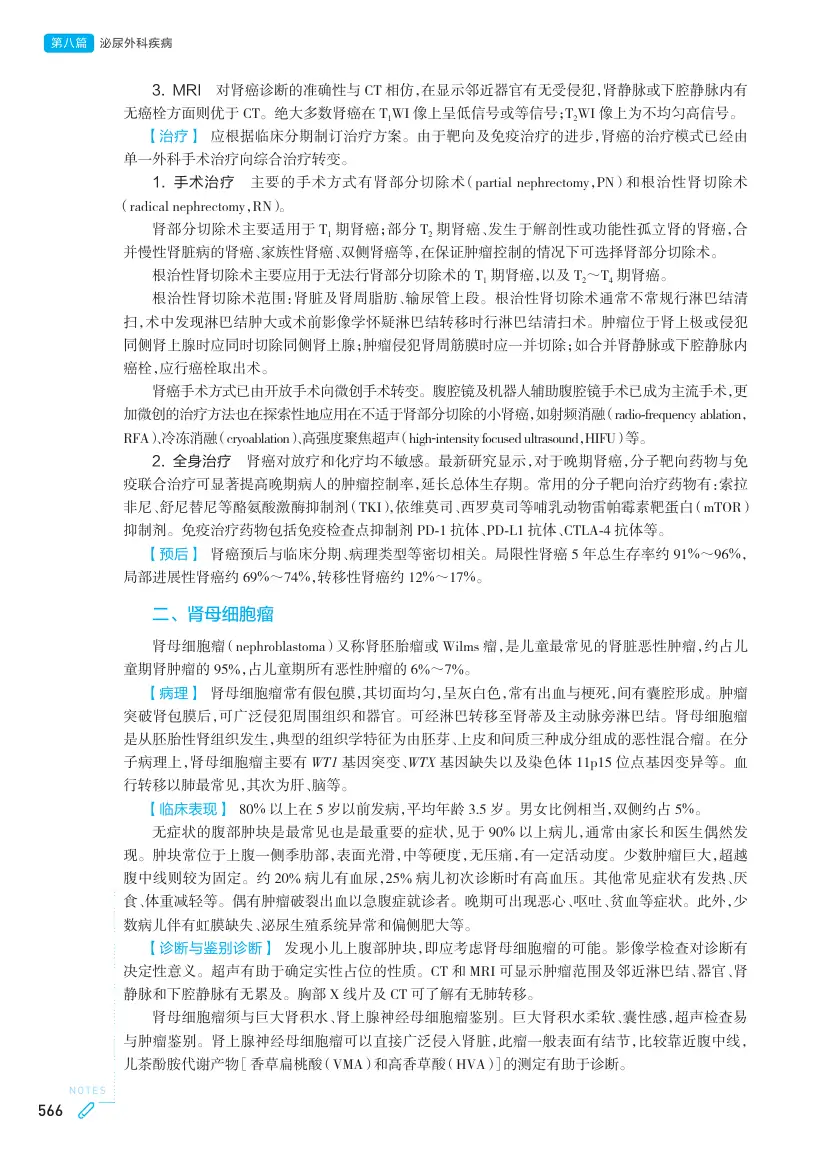 第八篇 泌尿外科疾病
3. MRI 对肾癌诊断的准确性与 CT 相仿,在显示邻近器官有无受侵犯,肾静脉或下腔静脉内有
无癌栓方面则优于 CT。绝大多数肾癌在 T₁WI 像上呈低信号或等信号;T₂WI 像上为不均匀高信号。
【治疗】 应根据临床分期制订治疗方案。由于靶向及免疫治疗的进步,肾癌的治疗模式已经由
单一外科手术治疗向综合治疗转变。
1. 手术治疗 主要的手术方式有肾部分切除术(partial nephrectomy,PN)和根治性肾切除术
(radical nephrectomy,RN)。
肾部分切除术主要适用于 T₁ 期肾癌;部分 T₂ 期肾癌、发生于解剖性或功能性孤立肾的肾癌,合
并慢性肾脏病的肾癌、家族性肾癌、双侧肾癌等,在保证肿瘤控制的情况下可选择肾部分切除术。
根治性肾切除术主要应用于无法行肾部分切除术的 T₁ 期肾癌,以及 T₂～T₄ 期肾癌。
根治性肾切除术范围:肾脏及肾周脂肪、输尿管上段。根治性肾切除术通常不常规行淋巴结清
扫,术中发现淋巴结肿大或术前影像学怀疑淋巴结转移时行淋巴结清扫术。肿瘤位于肾上极或侵犯
同侧肾上腺时应同时切除同侧肾上腺;肿瘤侵犯肾周筋膜时应一并切除;如合并肾静脉或下腔静脉内
癌栓,应行癌栓取出术。
肾癌手术方式已由开放手术向微创手术转变。腹腔镜及机器人辅助腹腔镜手术已成为主流手术,更
加微创的治疗方法也在探索性地应用在不适于肾部分切除的小肾癌,如射频消融(radio-frequency ablation,
RFA)、冷冻消融(cryoablation)、高强度聚焦超声(high-intensity focused ultrasound,HIFU)等。
2. 全身治疗 肾癌对放疗和化疗均不敏感。最新研究显示,对于晚期肾癌,分子靶向药物与免
疫联合治疗可显著提高晚期病人的肿瘤控制率,延长总体生存期。常用的分子靶向治疗药物有:索拉
非尼、舒尼替尼等酪氨酸激酶抑制剂(TKI),依维莫司、西罗莫司等哺乳动物雷帕霉素靶蛋白(mTOR)
抑制剂。免疫治疗药物包括免疫检查点抑制剂 PD-1 抗体、PD-L1 抗体、CTLA-4 抗体等。
【预后】 肾癌预后与临床分期、病理类型等密切相关。局限性肾癌 5 年总生存率约 91%～96%,
局部进展性肾癌约 69%～74%,转移性肾癌约 12%～17%。
二、肾母细胞瘤
肾母细胞瘤(nephroblastoma)又称肾胚胎瘤或 Wilms 瘤,是儿童最常见的肾脏恶性肿瘤,约占儿
童期肾肿瘤的 95%,占儿童期所有恶性肿瘤的 6%～7%。
【病理】 肾母细胞瘤常有假包膜,其切面均匀,呈灰白色,常有出血与梗死,间有囊腔形成。肿瘤
突破肾包膜后,可广泛侵犯周围组织和器官。可经淋巴转移至肾蒂及主动脉旁淋巴结。肾母细胞瘤
是从胚胎性肾组织发生,典型的组织学特征为由胚芽、上皮和间质三种成分组成的恶性混合瘤。在分
子病理上,肾母细胞瘤主要有 WT1 基因突变、WTX 基因缺失以及染色体 11p15 位点基因变异等。血
行转移以肺最常见,其次为肝、脑等。
【临床表现】 80% 以上在 5 岁以前发病,平均年龄 3.5 岁。男女比例相当,双侧约占 5%。
无症状的腹部肿块是最常见也是最重要的症状,见于 90% 以上病儿,通常由家长和医生偶然发
现。肿块常位于上腹一侧季肋部,表面光滑,中等硬度,无压痛,有一定活动度。少数肿瘤巨大,超越
腹中线则较为固定。约 20% 病儿有血尿,25% 病儿初次诊断时有高血压。其他常见症状有发热、厌
食、体重减轻等。偶有肿瘤破裂出血以急腹症就诊者。晚期可出现恶心、呕吐、贫血等症状。此外,少
数病儿伴有虹膜缺失、泌尿生殖系统异常和偏侧肥大等。
【诊断与鉴别诊断】 发现小儿上腹部肿块,即应考虑肾母细胞瘤的可能。影像学检查对诊断有
决定性意义。超声有助于确定实性占位的性质。CT 和 MRI 可显示肿瘤范围及邻近淋巴结、器官、肾
静脉和下腔静脉有无累及。胸部 X 线片及 CT 可了解有无肺转移。
肾母细胞瘤须与巨大肾积水、肾上腺神经母细胞瘤鉴别。巨大肾积水柔软、囊性感,超声检查易
与肿瘤鉴别。肾上腺神经母细胞瘤可以直接广泛侵入肾脏,此瘤一般表面有结节,比较靠近腹中线,
儿茶酚胺代谢产物[香草扁桃酸(VMA)和高香草酸(HVA)]的测定有助于诊断。
NOTES
566